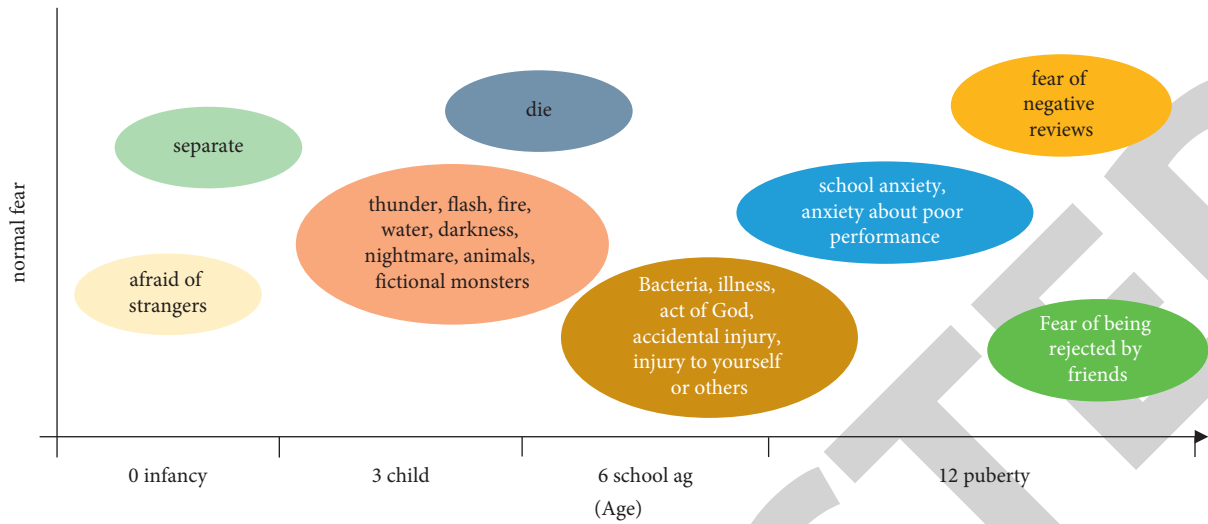 normal fear
separate
afraid of
strangers
die
thunder, flash, fire,
water, darkness,
nightmare, animals,
fictional monsters
Bacteria, illness,
act of God,
accidental injury,
injury to yourself
or others
school anxiety,
anxiety about poor
performance
fear of
negative
reviews
Fear of being
rejected by
friends
0 infancy
3 child
6 school ag
12 puberty
(Age)